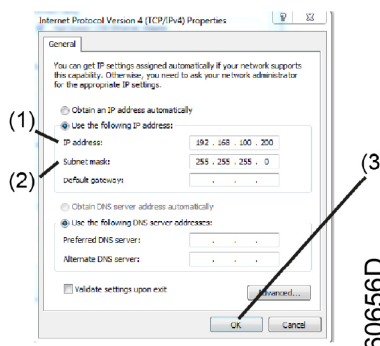 Internet Protocol Version 4 (TCP/IPv4) Properties
General
You can get IP settings assigned automatically if your network supports
this capability. Otherwise, you need to ask your network administrator
for the appropriate IP settings.
Obtain an IP address automatically
Use the following IP address:
(1)
IP address:
192 . 168 . 100 . 200
(2)
Subnet mask:
255 . 255 . 255 . 0
Default gateway:
(3
Obtain DNS server address automatically
Use the following DNS server addresses:
Preferred DNS server:
Alternate DNS server:
Validate settings upon exit
Advanced...
OK
Cancel
60656D